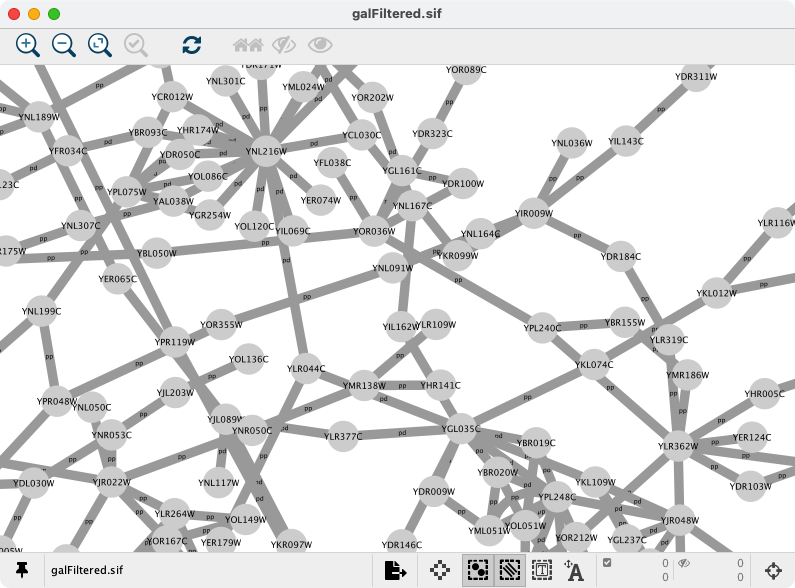 galFiltered.sif
YOR089C
YDR311W
YNL301C
YML024W
YCR012W
YOR202W
YNL189W
YBR093C
YHR174W
YCL030C
YDR323C
YNL036W
YIL143C
YFR034C
YDR050C
YNL216W
YFL038C
YGL161C
YOL086C
YDR100W
YPL075W
YAL038W
YER074W
YNL167C
YGR254W
YIR009W
YNL307C
YOL120C
YIL069C
YOR036W
YNL164C
YLR116W
YBL050W
YKR099W
YDR184C
YER065C
YNL091W
YKL012W
YNL199C
YOR355W
YIL162W
YLR109W
YPL240C
YBR155W
YPR119W
YLR319C
YOL136C
YLR044C
YKL074C
YMR186W
YJL203W
YMR138W
YHR141C
YHR005C
YPR048W
YNL050C
YJL089W
YNR053C
YNR050C
YLR377C
YGL035C
YER124C
YBR019C
YLR362W
YDL030W
YJR022W
YNL117W
YBR020W
YKL109W
YDR103W
YDR009W
YPL248C
YLR264W
YOL149W
YML051W
YOL051W
YJR048W
YOR167C
YER179W
YKR097W
YDR146C
YOR212W
YGL237C
pp
pd
galFiltered.sif
T
A
0
0
0
0